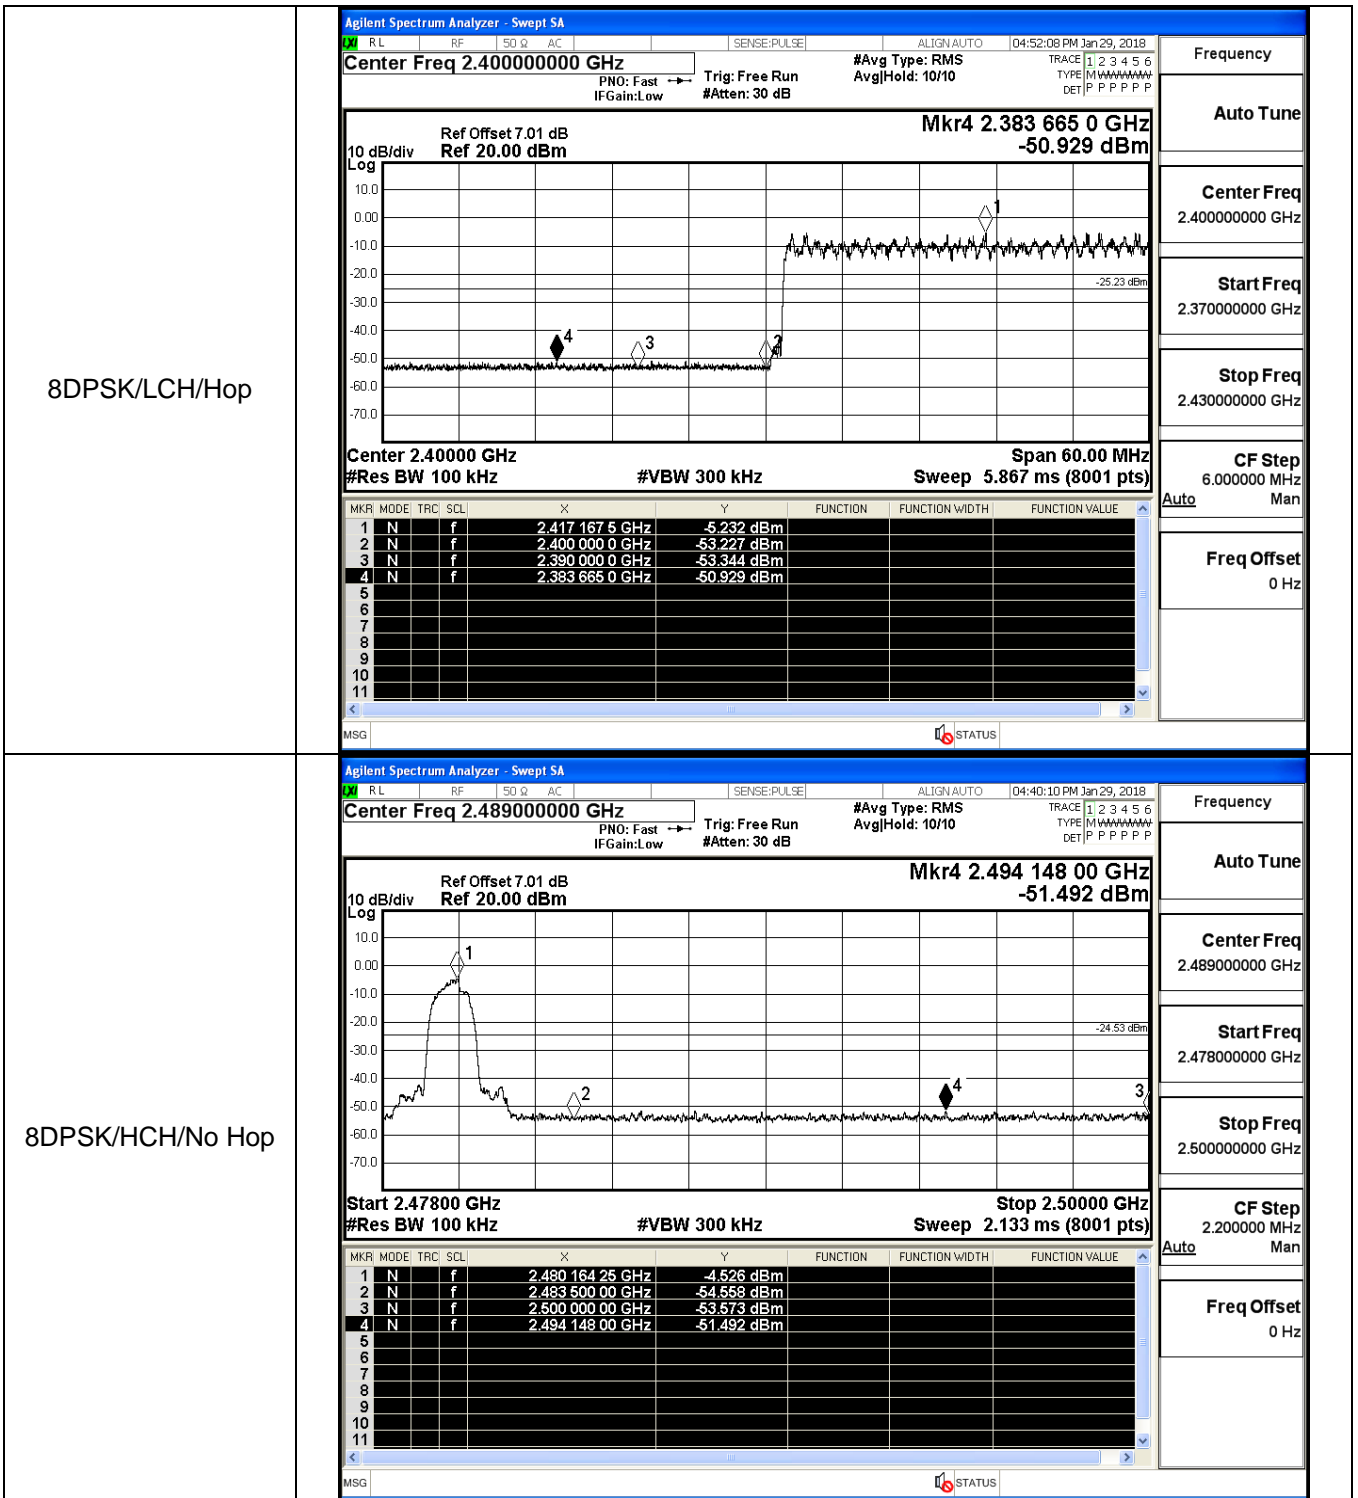 8DPSK/LCH/Hop
Agilent Spectrum Analyzer - Swept SA
LXI RL RF 50 Ω AC SENSE:PULSE ALIGN AUTO 04:52:08 PM Jan 29, 2018
Center Freq 2.400000000 GHz #Avg Type: RMS TRACE 1 2 3 4 5 6
PNO: Fast Trig: Free Run Avg|Hold: 10/10 TYPE MWWWWW
IFGain:Low #Atten: 30 dB DET P P P P P P
Mkr4 2.383 665 0 GHz
Ref Offset 7.01 dB
10 dB/div Ref 20.00 dBm -50.929 dBm
Log
10.0
0.00
-10.0
-20.0
-30.0
-40.0
-50.0
-60.0
-70.0
1
-25.23 dBm
4
3
2
Center 2.40000 GHz Span 60.00 MHz
#Res BW 100 kHz #VBW 300 kHz Sweep 5.867 ms (8001 pts)
MKR MODE TRC SCL X Y FUNCTION FUNCTION WIDTH FUNCTION VALUE
1 N f 2.417 167 5 GHz -5.232 dBm
2 N f 2.400 000 0 GHz -53.227 dBm
3 N f 2.390 000 0 GHz -53.344 dBm
4 N f 2.383 665 0 GHz -50.929 dBm
5
6
7
8
9
10
11
MSG STATUS
Frequency
Auto Tune
Center Freq
2.400000000 GHz
Start Freq
2.370000000 GHz
Stop Freq
2.430000000 GHz
CF Step
6.000000 MHz
Auto Man
Freq Offset
0 Hz
8DPSK/HCH/No Hop
Agilent Spectrum Analyzer - Swept SA
LXI RL RF 50 Ω AC SENSE:PULSE ALIGN AUTO 04:40:10 PM Jan 29, 2018
Center Freq 2.489000000 GHz #Avg Type: RMS TRACE 1 2 3 4 5 6
PNO: Fast Trig: Free Run Avg|Hold: 10/10 TYPE MWWWWW
IFGain:Low #Atten: 30 dB DET P P P P P P
Mkr4 2.494 148 00 GHz
Ref Offset 7.01 dB
10 dB/div Ref 20.00 dBm -51.492 dBm
Log
10.0
0.00
-10.0
-20.0
-30.0
-40.0
-50.0
-60.0
-70.0
1
-24.53 dBm
2
4
3
Start 2.47800 GHz Stop 2.50000 GHz
#Res BW 100 kHz #VBW 300 kHz Sweep 2.133 ms (8001 pts)
MKR MODE TRC SCL X Y FUNCTION FUNCTION WIDTH FUNCTION VALUE
1 N f 2.480 164 25 GHz -4.526 dBm
2 N f 2.483 500 00 GHz -54.558 dBm
3 N f 2.500 000 00 GHz -53.573 dBm
4 N f 2.494 148 00 GHz -51.492 dBm
5
6
7
8
9
10
11
MSG STATUS
Frequency
Auto Tune
Center Freq
2.489000000 GHz
Start Freq
2.478000000 GHz
Stop Freq
2.500000000 GHz
CF Step
2.200000 MHz
Auto Man
Freq Offset
0 Hz